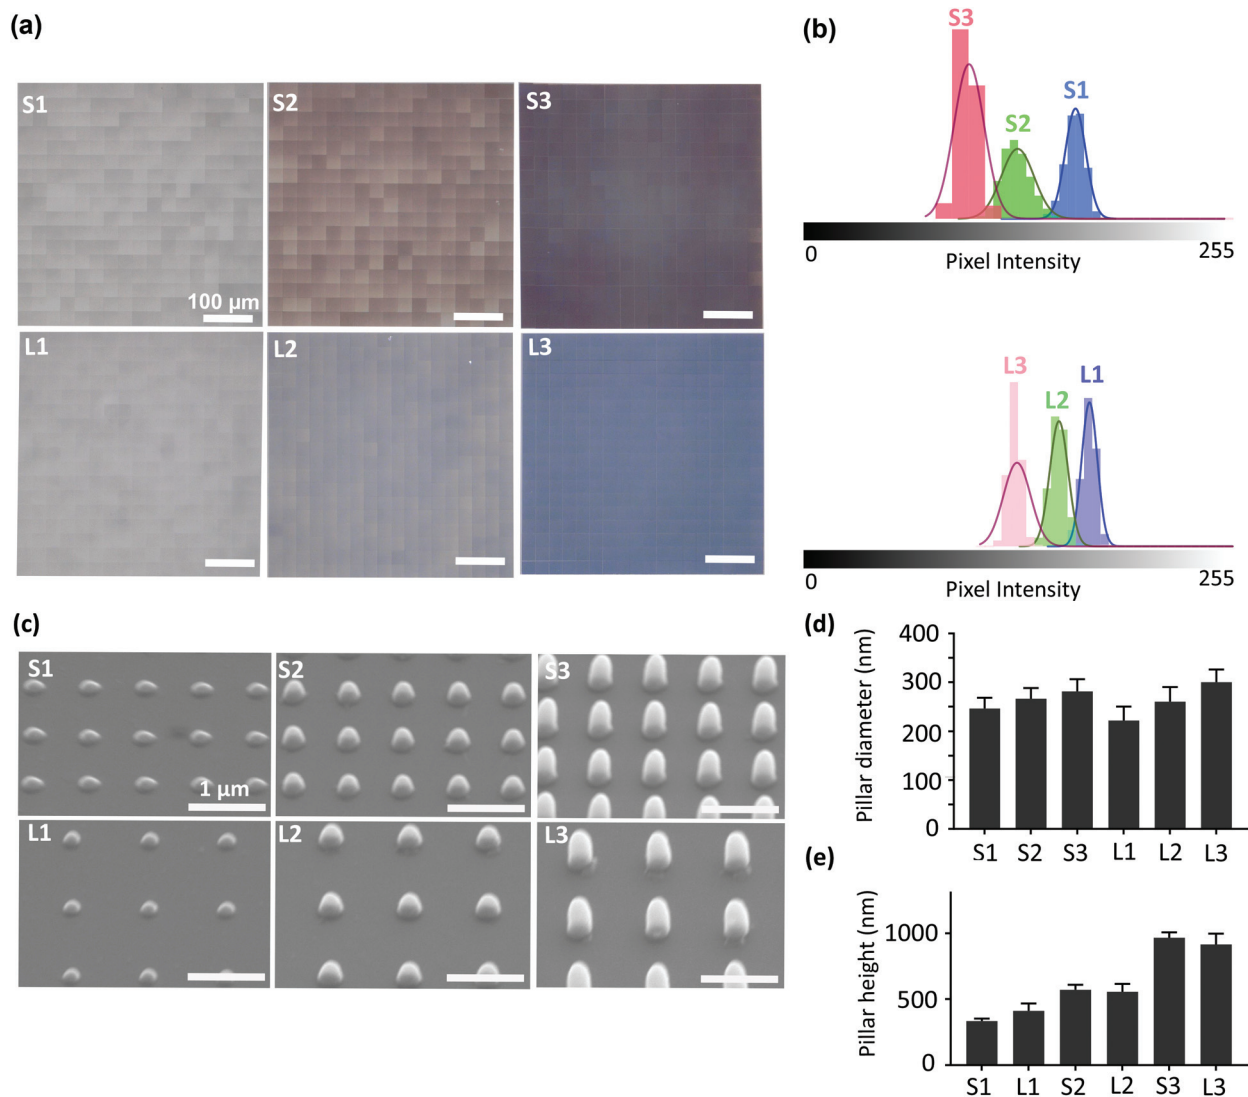 (a)
S1
S2
S3
100 µm
L1
L2
L3
(b)
S3
S2
S1
0
255
Pixel Intensity
L3
L2
L1
0
255
Pixel Intensity
(c)
S1
S2
S3
1 µm
L1
L2
L3
(d)
Pillar diameter (nm)
400
300
200
100
0
S1 S2 S3 L1 L2 L3
(e)
Pillar height (nm)
1000
500
0
S1 L1 S2 L2 S3 L3